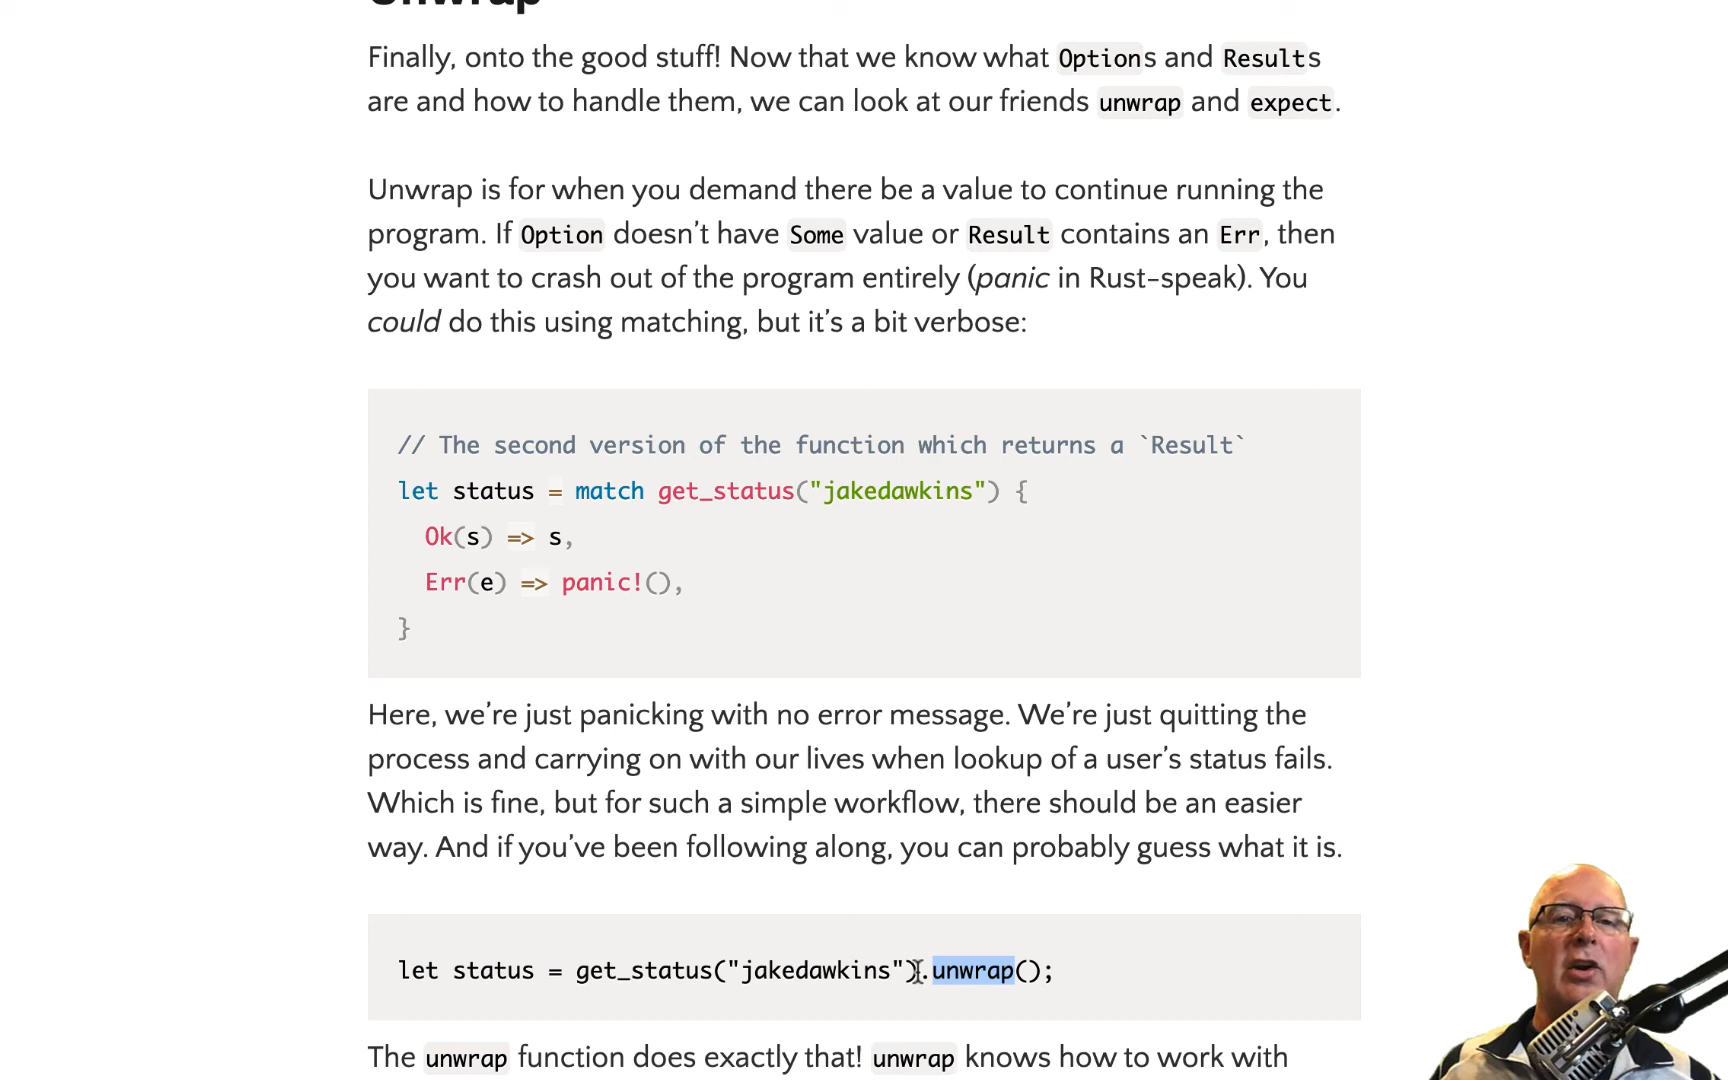 Unwrap
Finally, onto the good stuff! Now that we know what Options and Results
are and how to handle them, we can look at our friends unwrap and expect.
Unwrap is for when you demand there be a value to continue running the
program. If Option doesn’t have Some value or Result contains an Err, then
you want to crash out of the program entirely (panic in Rust-speak). You
could do this using matching, but it’s a bit verbose:
// The second version of the function which returns a `Result`
let status = match get_status("jakedawkins") {
  Ok(s) => s,
  Err(e) => panic!(),
}
Here, we’re just panicking with no error message. We’re just quitting the
process and carrying on with our lives when lookup of a user’s status fails.
Which is fine, but for such a simple workflow, there should be an easier
way. And if you’ve been following along, you can probably guess what it is.
let status = get_status("jakedawkins").unwrap();
The unwrap function does exactly that! unwrap knows how to work with